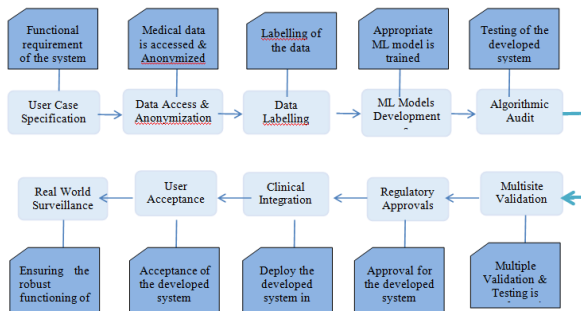 Functional
requirement
of the system
Medical data
is accessed &
Anonymized
Labelling of
the data
Appropriate
ML model is
trained
Testing of the
developed
system
User Case
Specification
Data Access &
Anonymization
Data
Labelling
ML Models
Development
Algorithmic
Audit
Real World
Surveillance
User
Acceptance
Clinical
Integration
Regulatory
Approvals
Multisite
Validation
Ensuring the
robust
functioning of
Acceptance of
the developed
system
Deploy the
developed
system in
Approval for
the developed
system
Multiple
Validation &
Testing is